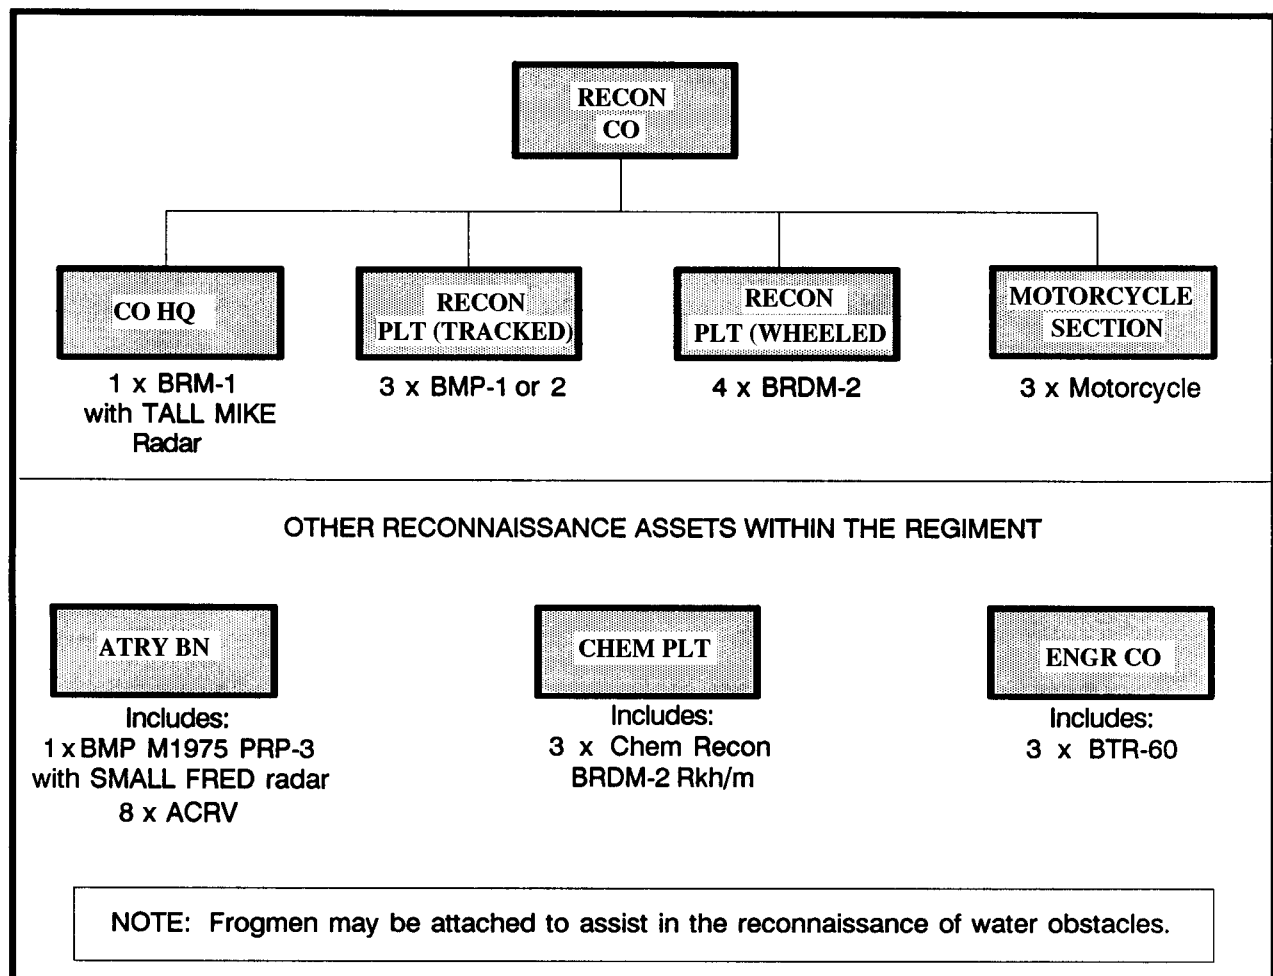 RECON
CO
CO HQ
1 x BRM-1
with TALL MIKE
Radar
RECON
PLT (TRACKED)
3 x BMP-1 or 2
RECON
PLT (WHEELED
4 x BRDM-2
MOTORCYCLE
SECTION
3 x Motorcycle
OTHER RECONNAISSANCE ASSETS WITHIN THE REGIMENT
ATRY BN
Includes:
1 x BMP M1975 PRP-3
with SMALL FRED radar
8 x ACRV
CHEM PLT
Includes:
3 x Chem Recon
BRDM-2 Rkh/m
ENGR CO
Includes:
3 x BTR-60
NOTE: Frogmen may be attached to assist in the reconnaissance of water obstacles.